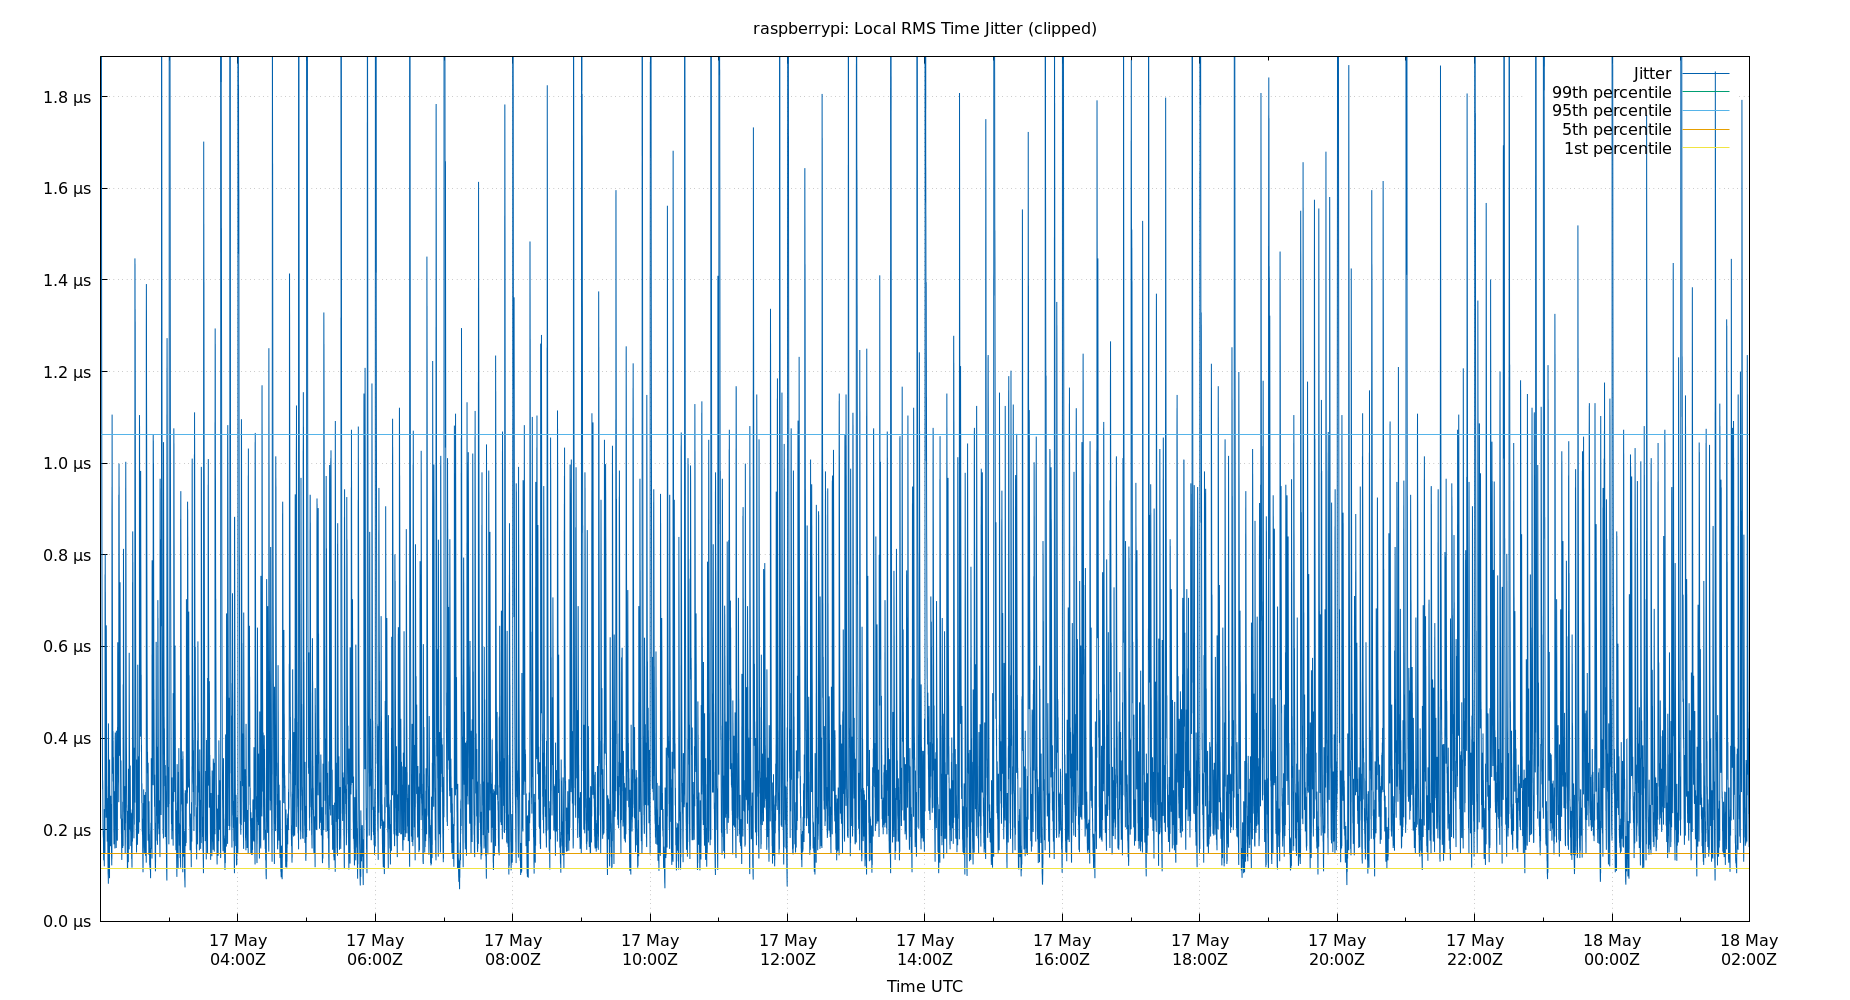 raspberrypi: Local RMS Time Jitter (clipped)
Jitter
99th percentile
95th percentile
5th percentile
1st percentile
1.8 μs
1.6 μs
1.4 μs
1.2 μs
1.0 μs
0.8 μs
0.6 μs
0.4 μs
0.2 μs
0.0 μs
17 May 17 May 17 May 17 May 17 May 17 May 17 May 17 May 17 May 17 May 18 May 18 May
04:00Z 06:00Z 08:00Z 10:00Z 12:00Z 14:00Z 16:00Z 18:00Z 20:00Z 22:00Z 00:00Z 02:00Z
Time UTC